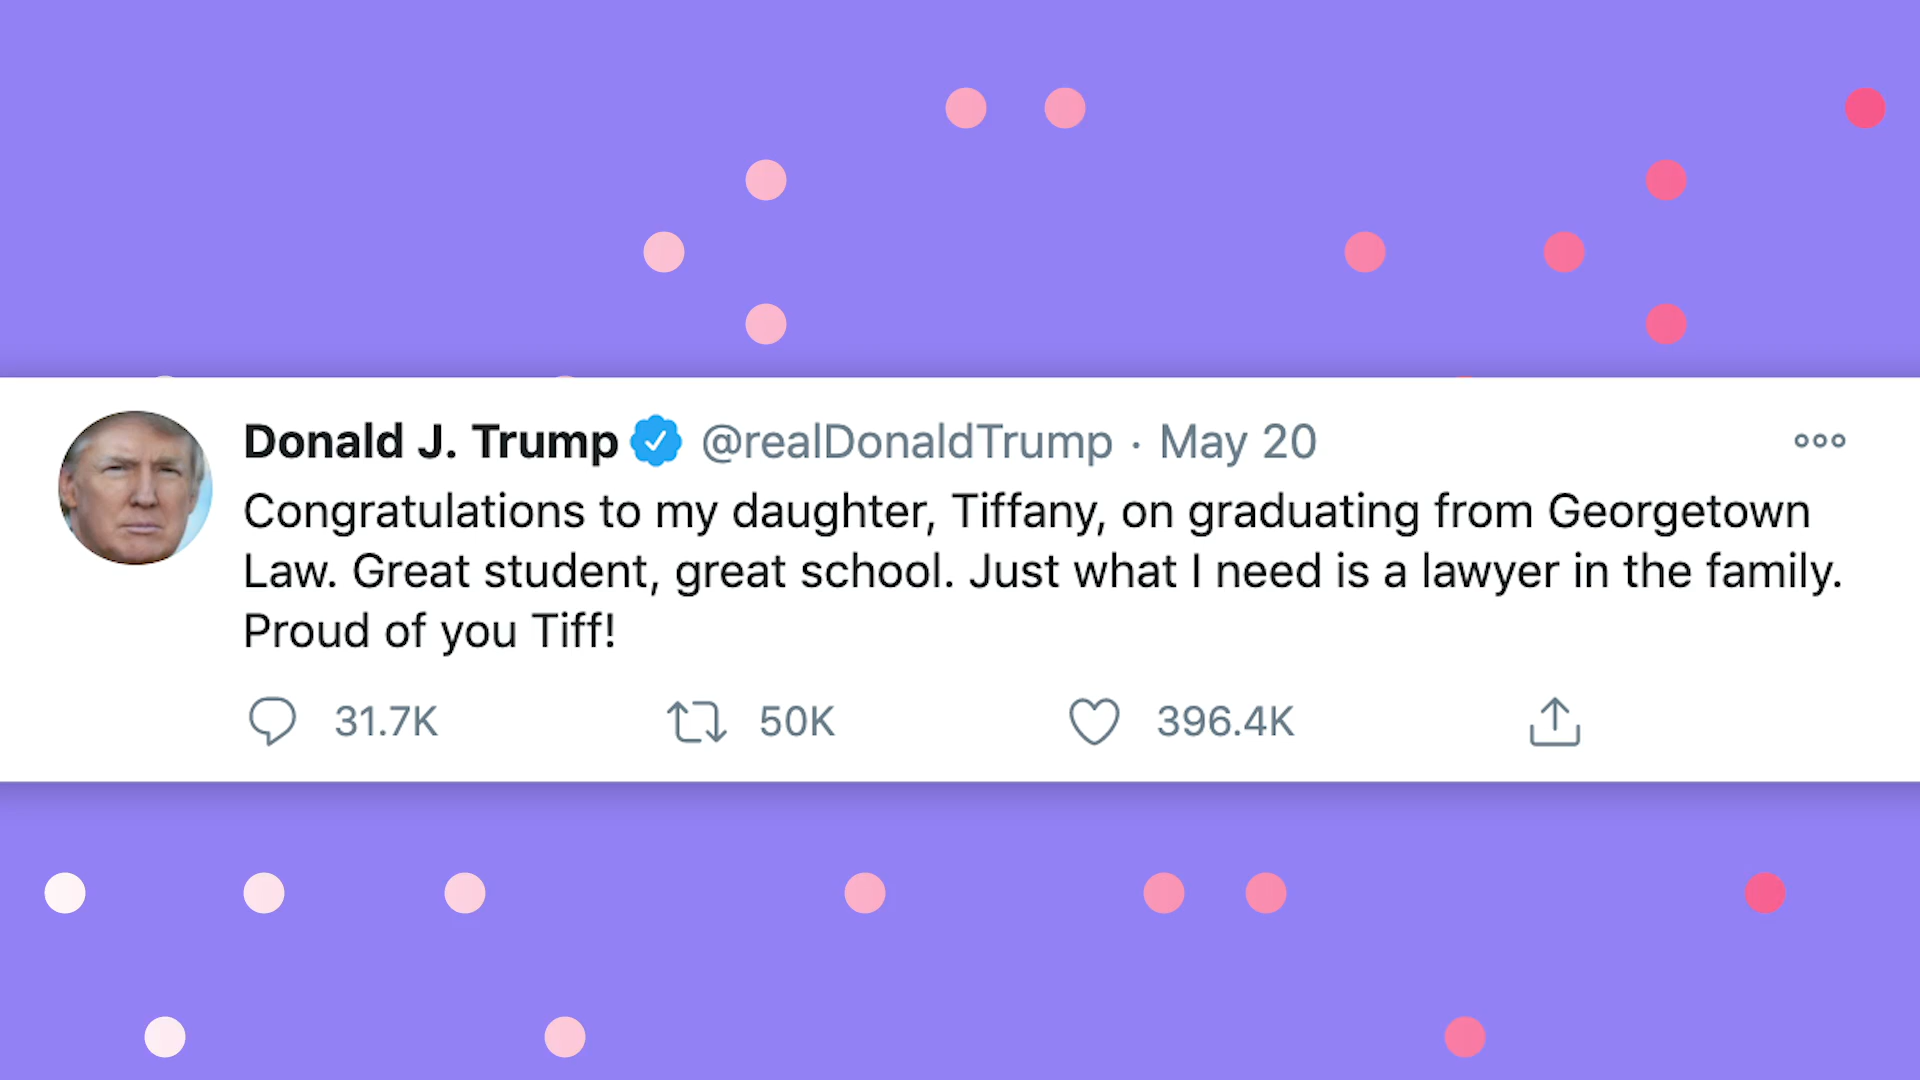 Donald J. Trump @realDonaldTrump · May 20
Congratulations to my daughter, Tiffany, on graduating from Georgetown
Law. Great student, great school. Just what I need is a lawyer in the family.
Proud of you Tiff!
31.7K 50K 396.4K